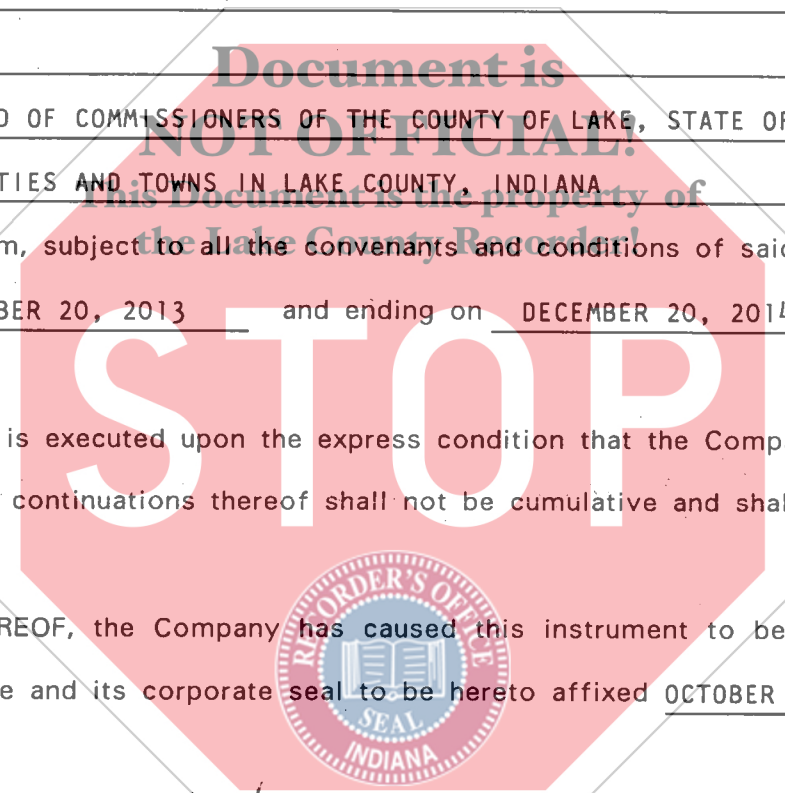 Document is
O OF COMMISSIONERS OF THE COUNTY OF LAKE, STATE OF
NOT OFFICIAL!
TIES AND TOWNS IN LAKE COUNTY, INDIANA
This Document is the property of
m, subject to all the convenants and conditions of said
the Lake County Recorder!
BER 20, 2013 and ending on DECEMBER 20, 2014
STOP
is executed upon the express condition that the Comp
continuations thereof shall not be cumulative and shal
REOF, the Company has caused this instrument to be
e and its corporate seal to be hereto affixed OCTOBER
RECORDER'S OFFICE
SEAL
INDIANA